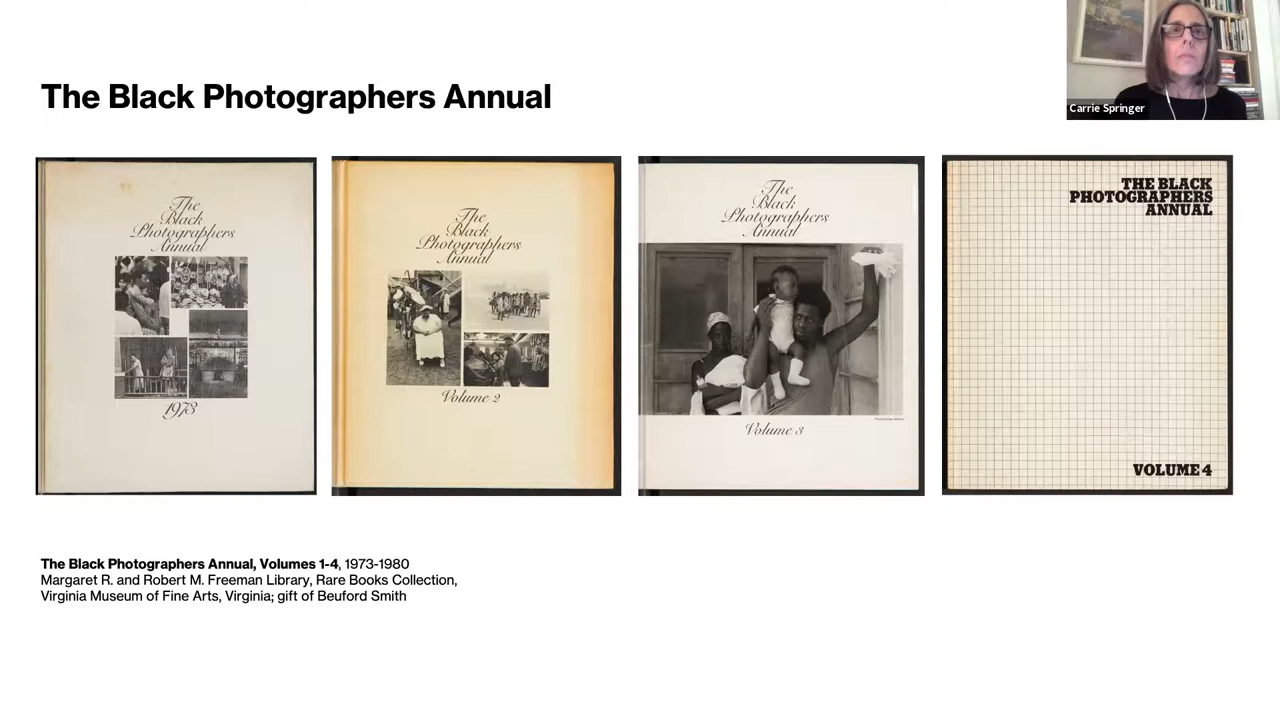 The Black Photographers Annual
Carrie Springer
The
Black
Photographers
Annual
1973
The
Black
Photographers
Annual
Volume 2
The
Black
Photographers
Annual
Volume 3
THE BLACK
PHOTOGRAPHERS
ANNUAL
VOLUME 4
The Black Photographers Annual, Volumes 1-4, 1973-1980
Margaret R. and Robert M. Freeman Library, Rare Books Collection,
Virginia Museum of Fine Arts, Virginia; gift of Beuford Smith